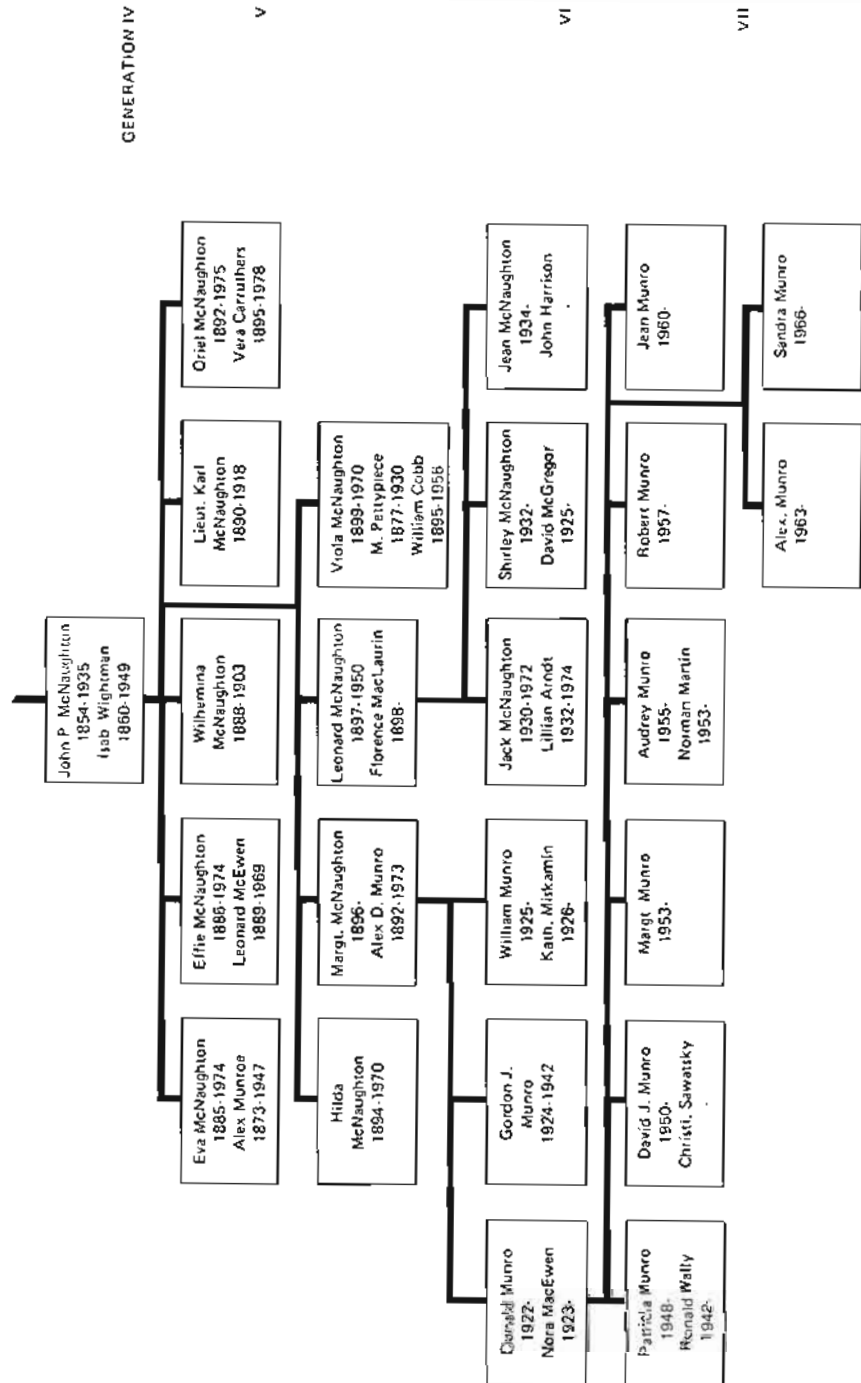 GENERATION IV
John P. McNaughton
1854-1935
Isab Wightman
1860-1949
V
Eva McNaughton
1885-1974
Alex Munroe
1873-1947
Effie McNaughton
1886-1974
Leonard McEwen
1889-1969
Wilhemina
McNaughton
1888-1903
Lieut. Karl
McNaughton
1890-1918
Oriel McNaughton
1892-1975
Vera Carruthers
1895-1978
Hilda
McNaughton
1894-1970
Margt. McNaughton
1896-
Alex D. Munro
1892-1973
Leonard McNaughton
1897-1950
Florence MacLaurin
1898-
Viola McNaughton
1899-1970
M. Pettypiece
1877-1930
William Cobb
1895-1956
VI
Donald Munro
1922-
Nora MacEwen
1923-
Gordon J.
Munro
1924-1942
William Munro
1925-
Kath. Miskamin
1926-
Jack McNaughton
1930-1972
Lillian Arndt
1932-1974
Shirley McNaughton
1932-
David McGregor
1925-
Jean McNaughton
1934-
John Harrison
VII
Patricia Munro
1948-
Ronald Wally
1942-
David J. Munro
1950-
Christi. Sawatsky
Margt Munro
1953-
Audrey Munro
1955-
Norman Martin
1953-
Robert Munro
1957-
Jean Munro
1960-
Alex. Munro
1963-
Sandra Munro
1966-